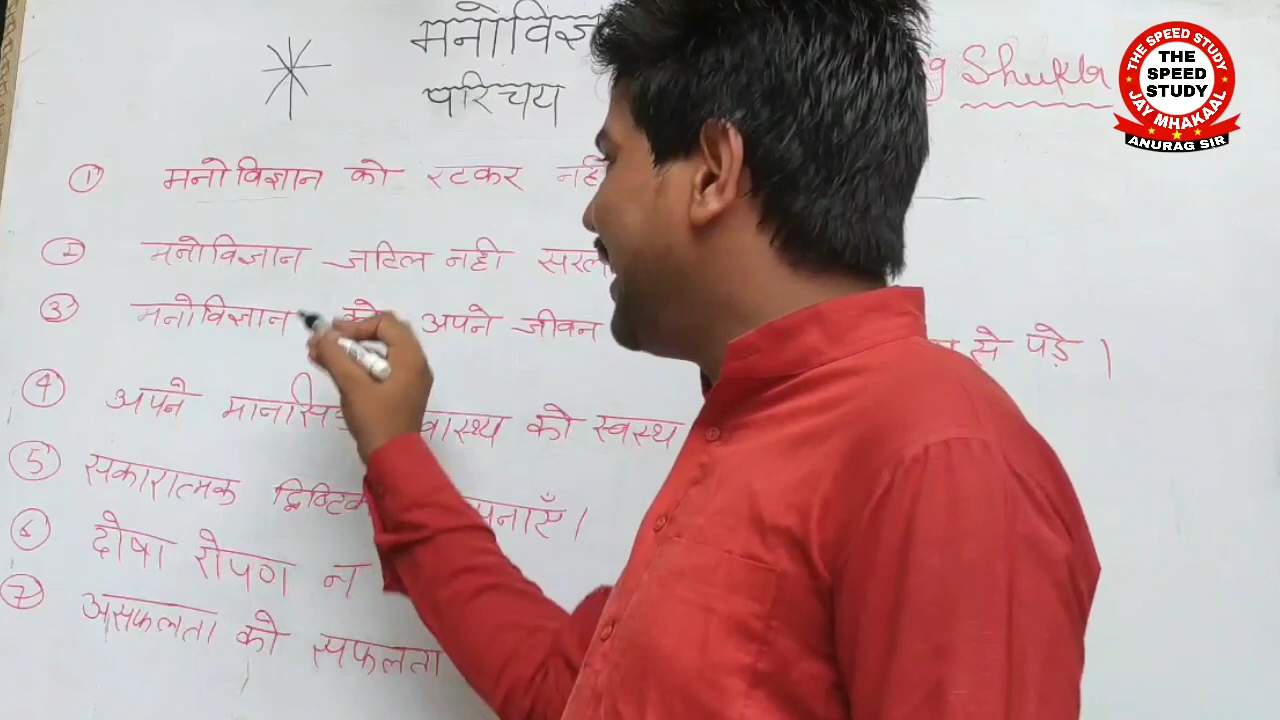 मनोविज्ञ
परिचय
g Shukla
THE SPEED STUDY
THE
SPEED
STUDY
JAY MHAKAAL
ANURAG SIR
① मनोविज्ञान को रटकर नही
② मनोविज्ञान जटिल नही सरल
③ मनोविज्ञान को अपने जीवन से पड़े।
④ अपने मानसिक वास्थ्य को स्वस्थ
⑤ सकारात्मक पनाएँ।
⑥ दोषा रोपण न
⑦ असफलता को सफलता